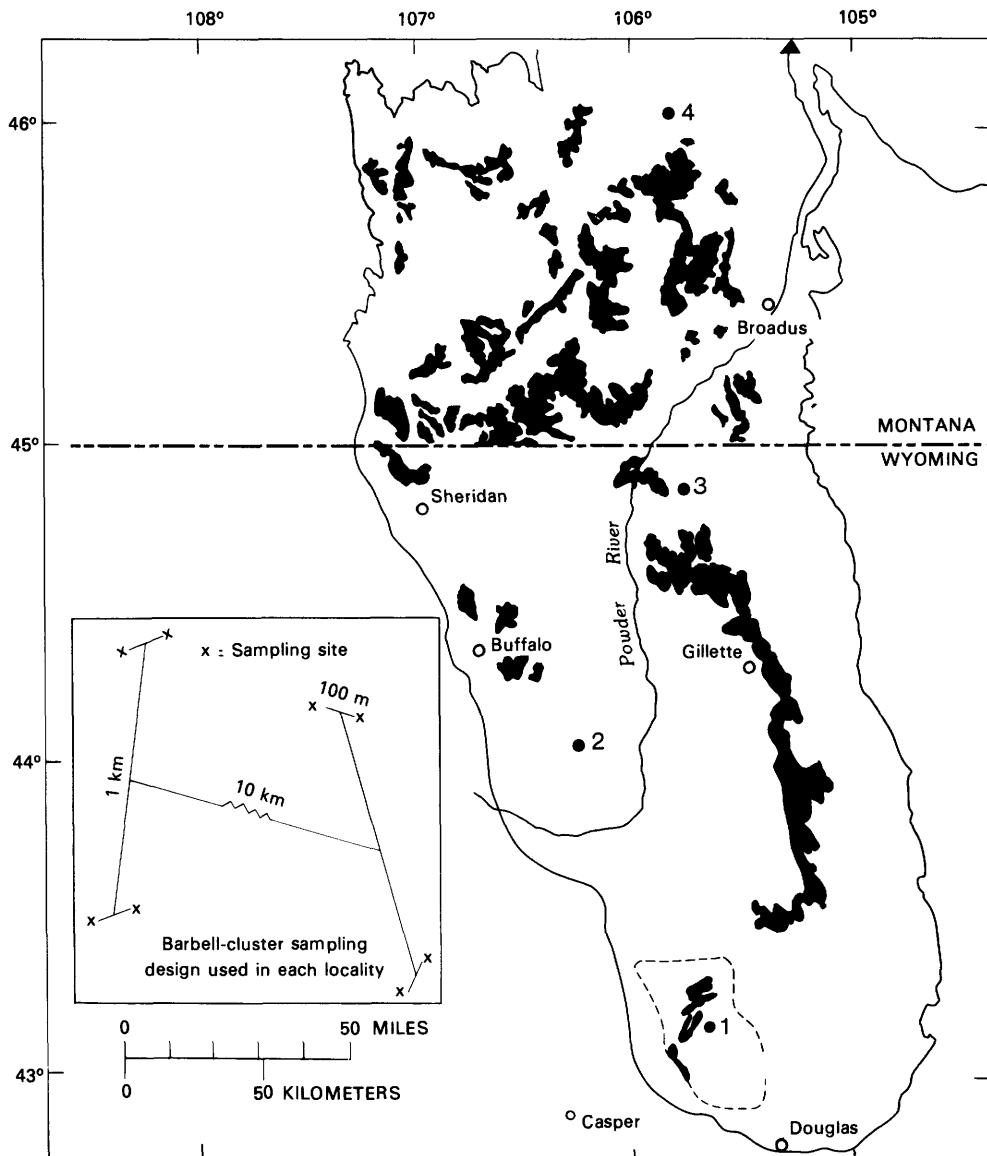 108° 107° 106° 105°
46°
4
Broadus
45°
MONTANA
WYOMING
3
Sheridan
Powder River
Buffalo
Gillette
x = Sampling site
100 m
2
44°
1 km
10 km
Barbell-cluster sampling
design used in each locality
0 50 MILES
1
43°
0 50 KILOMETERS
Casper
Douglas